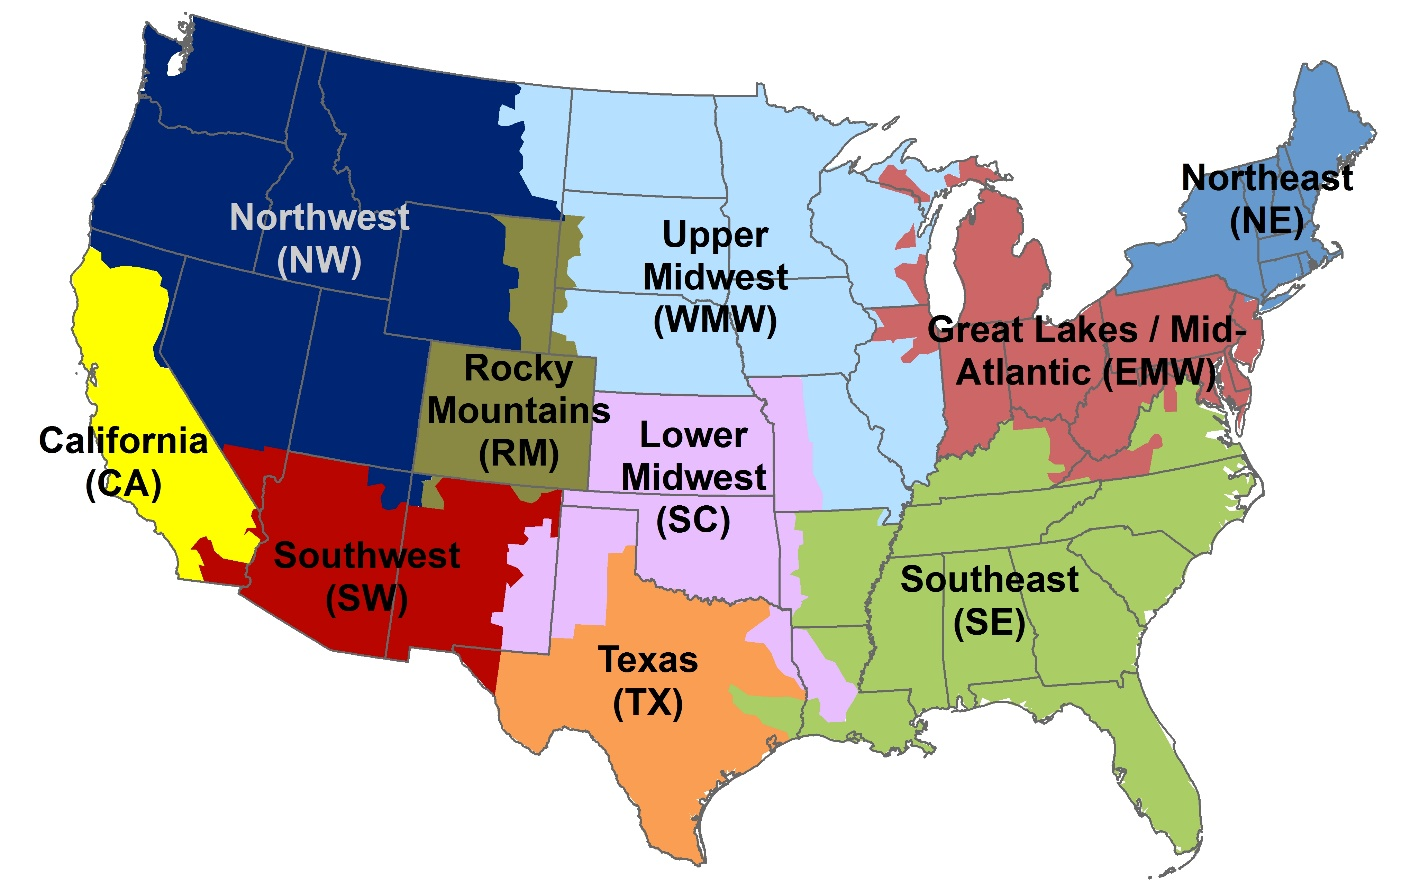 Northwest
(NW)
Upper
Midwest
(WMW)
Northeast
(NE)
Great Lakes / Mid-
Atlantic (EMW)
Rocky
Mountains
(RM)
California
(CA)
Lower
Midwest
(SC)
Southwest
(SW)
Southeast
(SE)
Texas
(TX)